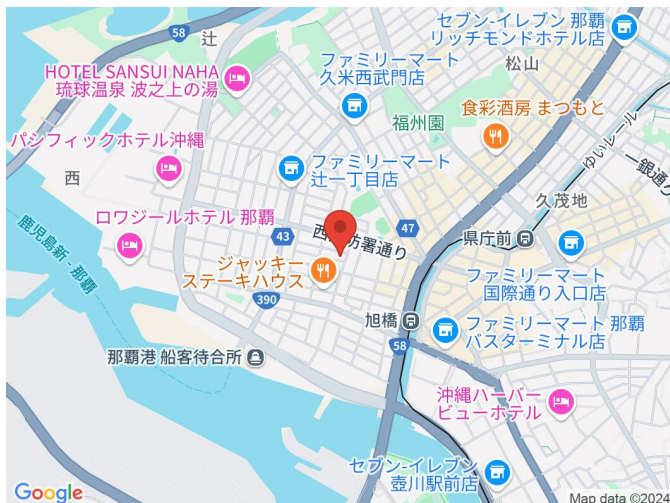 セブン-イレブン 那覇
リッチモンドホテル店
58
辻
松山
HOTEL SANSUI NAHA
琉球温泉 波之上の湯
ファミリーマート
久米西武門店
福州園
食彩酒房 まつもと
ゆいレール
一銀通り
パシフィックホテル沖縄
ファミリーマート
辻一丁目店
西
久茂地
ロワジールホテル 那覇
鹿児島新 - 那覇
43
47
県庁前
ジャッキー
ステーキハウス
ファミリーマート
国際通り入口店
390
旭橋
58
ファミリーマート 那覇
バスターミナル店
那覇港 船客待合所
沖縄ハーバー
ビューホテル
セブン-イレブン
壺川駅前店
Google
Map data ©2024